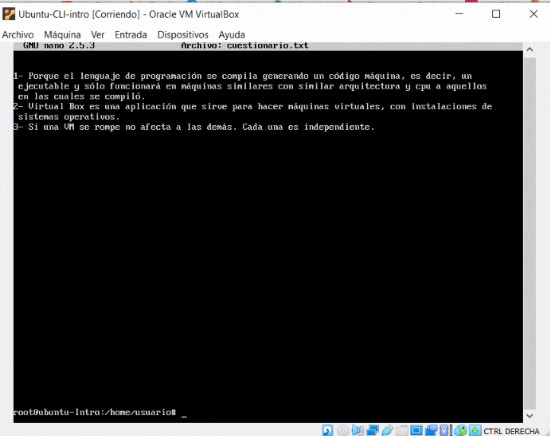 Ubuntu-CLI-intro [Corriendo] - Oracle VM VirtualBox
Archivo Máquina Ver Entrada Dispositivos Ayuda
GNU nano 2.5.3 Archivo: cuestionario.txt
1- Porque el lenguaje de programación se compila generando un código máquina, es decir, un
ejecutable y sólo funcionará en máquinas similares con similar arquitectura y cpu a aquellos
en las cuales se compiló.
2- Virtual Box es una aplicación que sirve para hacer máquinas virtuales, con instalaciones de
sistemas operativos.
3- Si una VM se rompe no afecta a las demás. Cada una es independiente.
root@ubuntu-Intro:/home/usuario# _
CTRL DERECHA